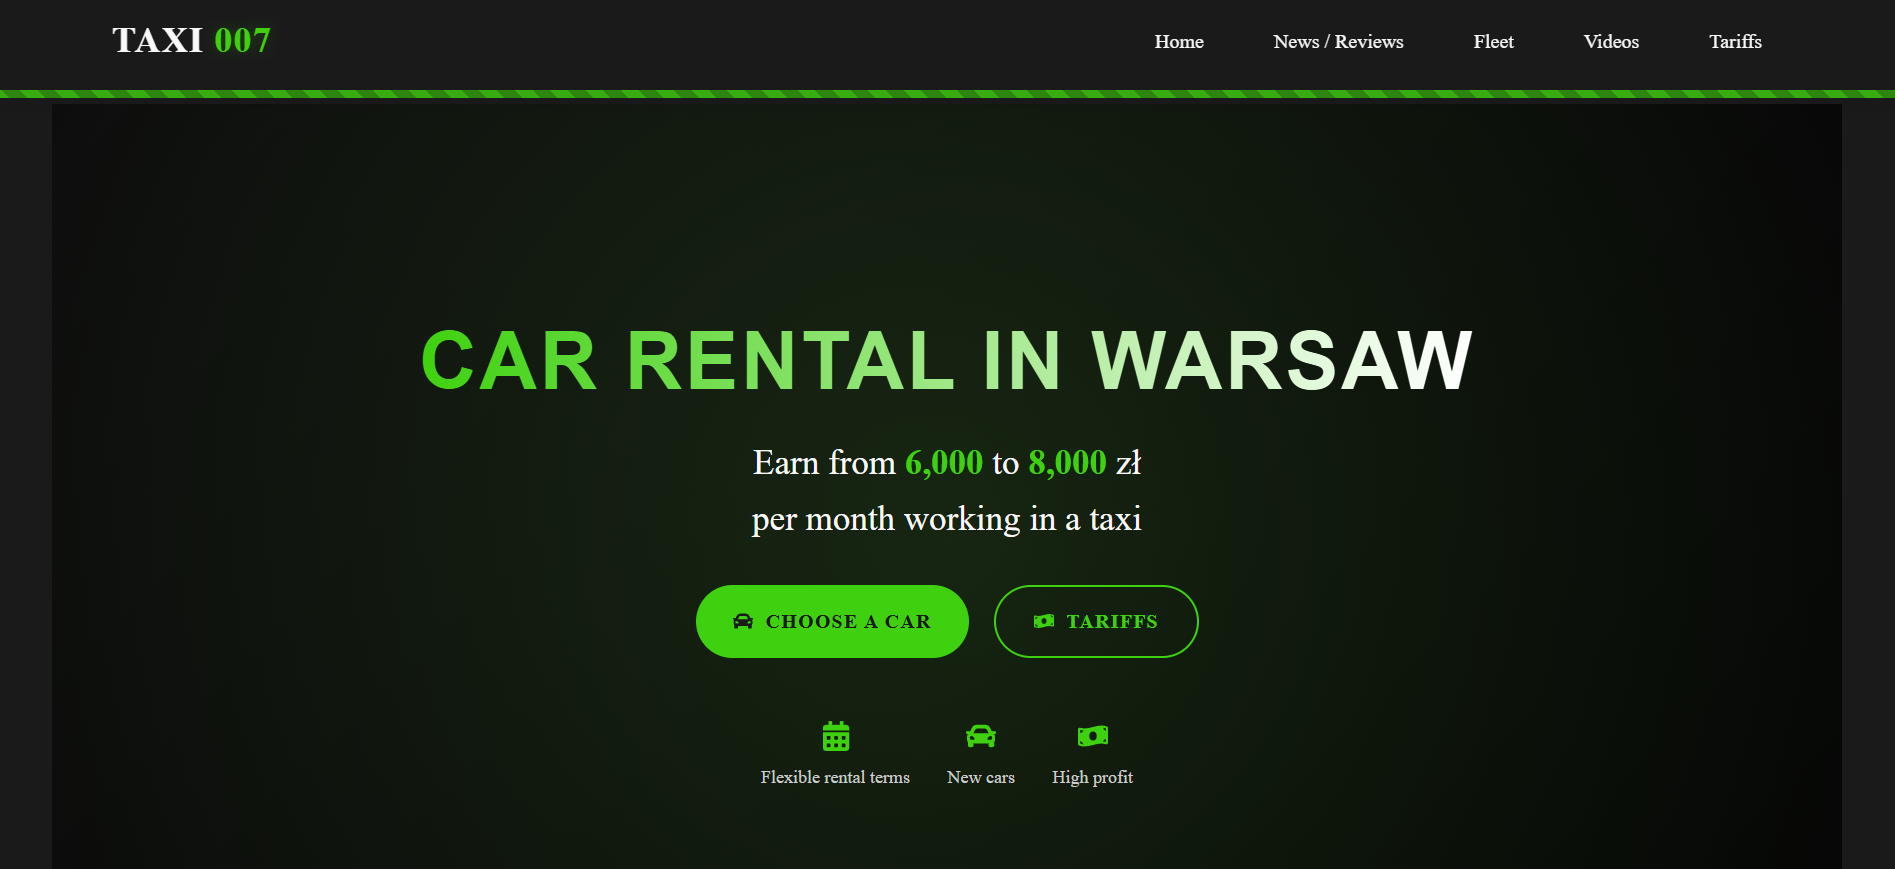 TAXI 007
Home
News / Reviews
Fleet
Videos
Tariffs
CAR RENTAL IN WARSAW
Earn from 6,000 to 8,000 zł
per month working in a taxi
CHOOSE A CAR
TARIFFS
Flexible rental terms
New cars
High profit